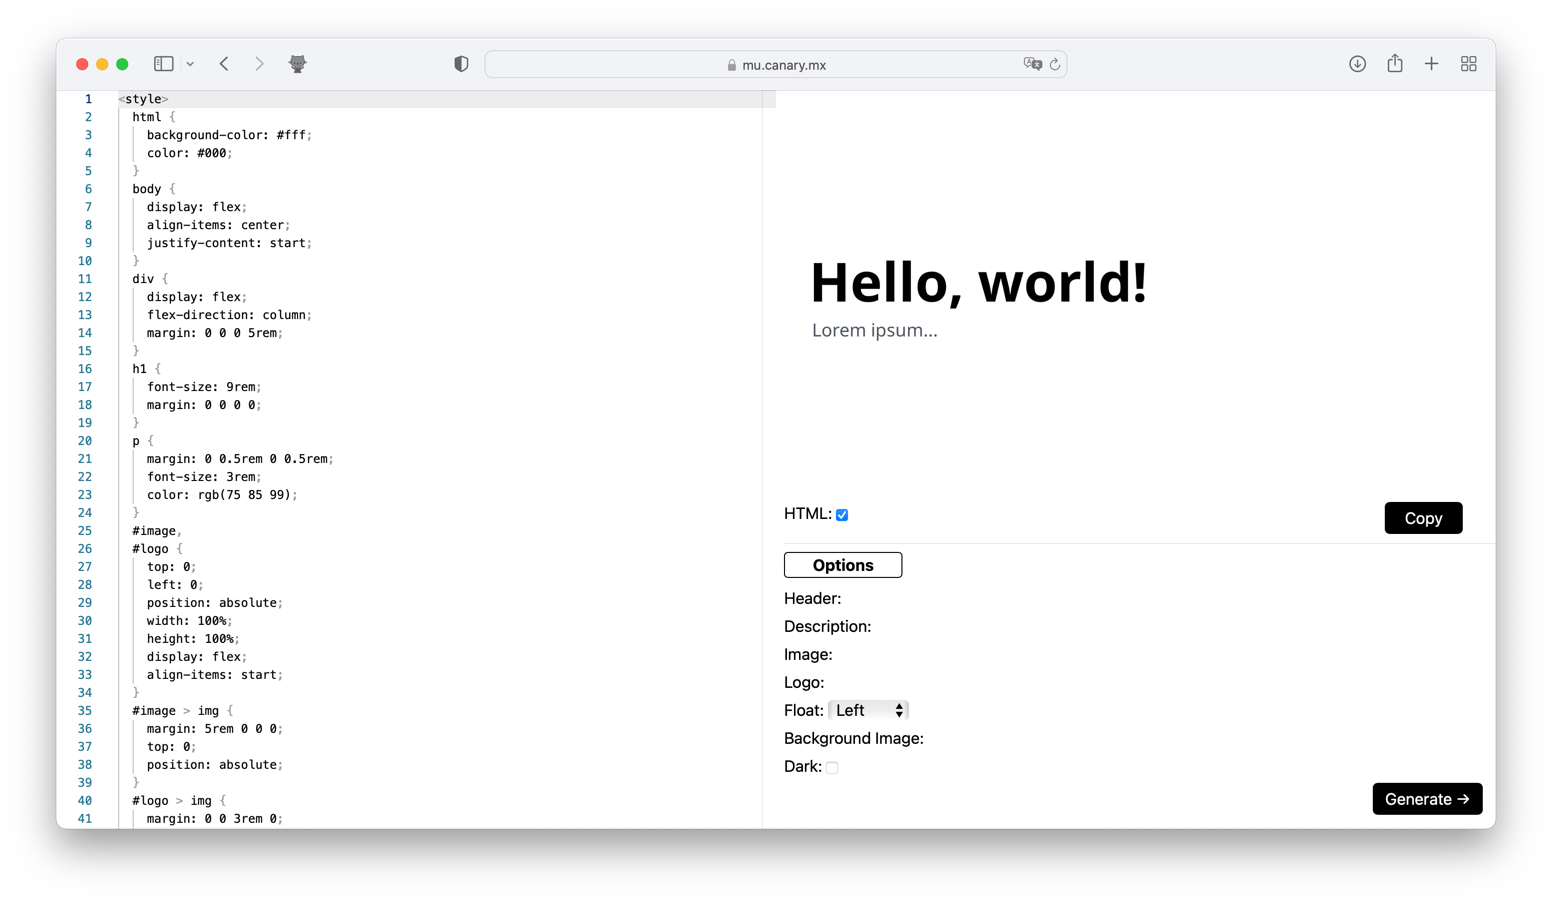 mu.canary.mx
1 <style>
2 html {
3 background-color: #fff;
4 color: #000;
5 }
6 body {
7 display: flex;
8 align-items: center;
9 justify-content: start;
10 }
11 div {
12 display: flex;
13 flex-direction: column;
14 margin: 0 0 0 5rem;
15 }
16 h1 {
17 font-size: 9rem;
18 margin: 0 0 0 0;
19 }
20 p {
21 margin: 0 0.5rem 0 0.5rem;
22 font-size: 3rem;
23 color: rgb(75 85 99);
24 }
25 #image,
26 #logo {
27 top: 0;
28 left: 0;
29 position: absolute;
30 width: 100%;
31 height: 100%;
32 display: flex;
33 align-items: start;
34 }
35 #image > img {
36 margin: 5rem 0 0 0;
37 top: 0;
38 position: absolute;
39 }
40 #logo > img {
41 margin: 0 0 3rem 0;
Hello, world!
Lorem ipsum...
HTML:
Copy
Options
Header:
Description:
Image:
Logo:
Float: Left
Background Image:
Dark:
Generate →